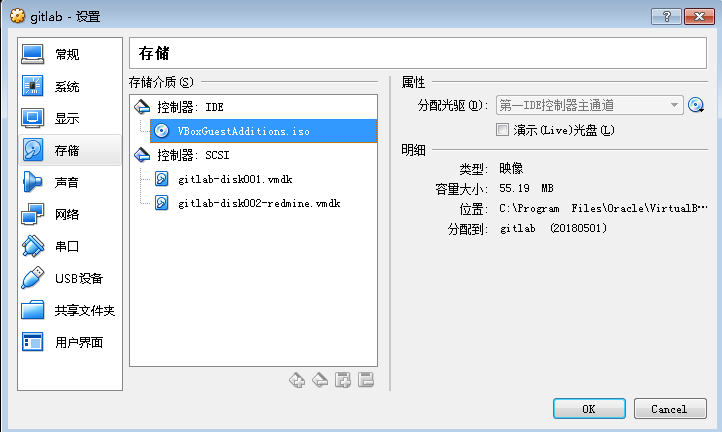 gitlab - 设置
常规
系统
显示
存储
声音
网络
串口
USB设备
共享文件夹
用户界面
存储
存储介质(S)
控制器: IDE
VBoxGuestAdditions.iso
控制器: SCSI
gitlab-disk001.vmdk
gitlab-disk002-redmine.vmdk
属性
分配光驱(D): 第一IDE控制器主通道
演示(Live)光盘(L)
明细
类型: 映像
容量大小: 55.19 MB
位置: C:\Program Files\Oracle\VirtualB···
分配到: gitlab (20180501)
OK
Cancel